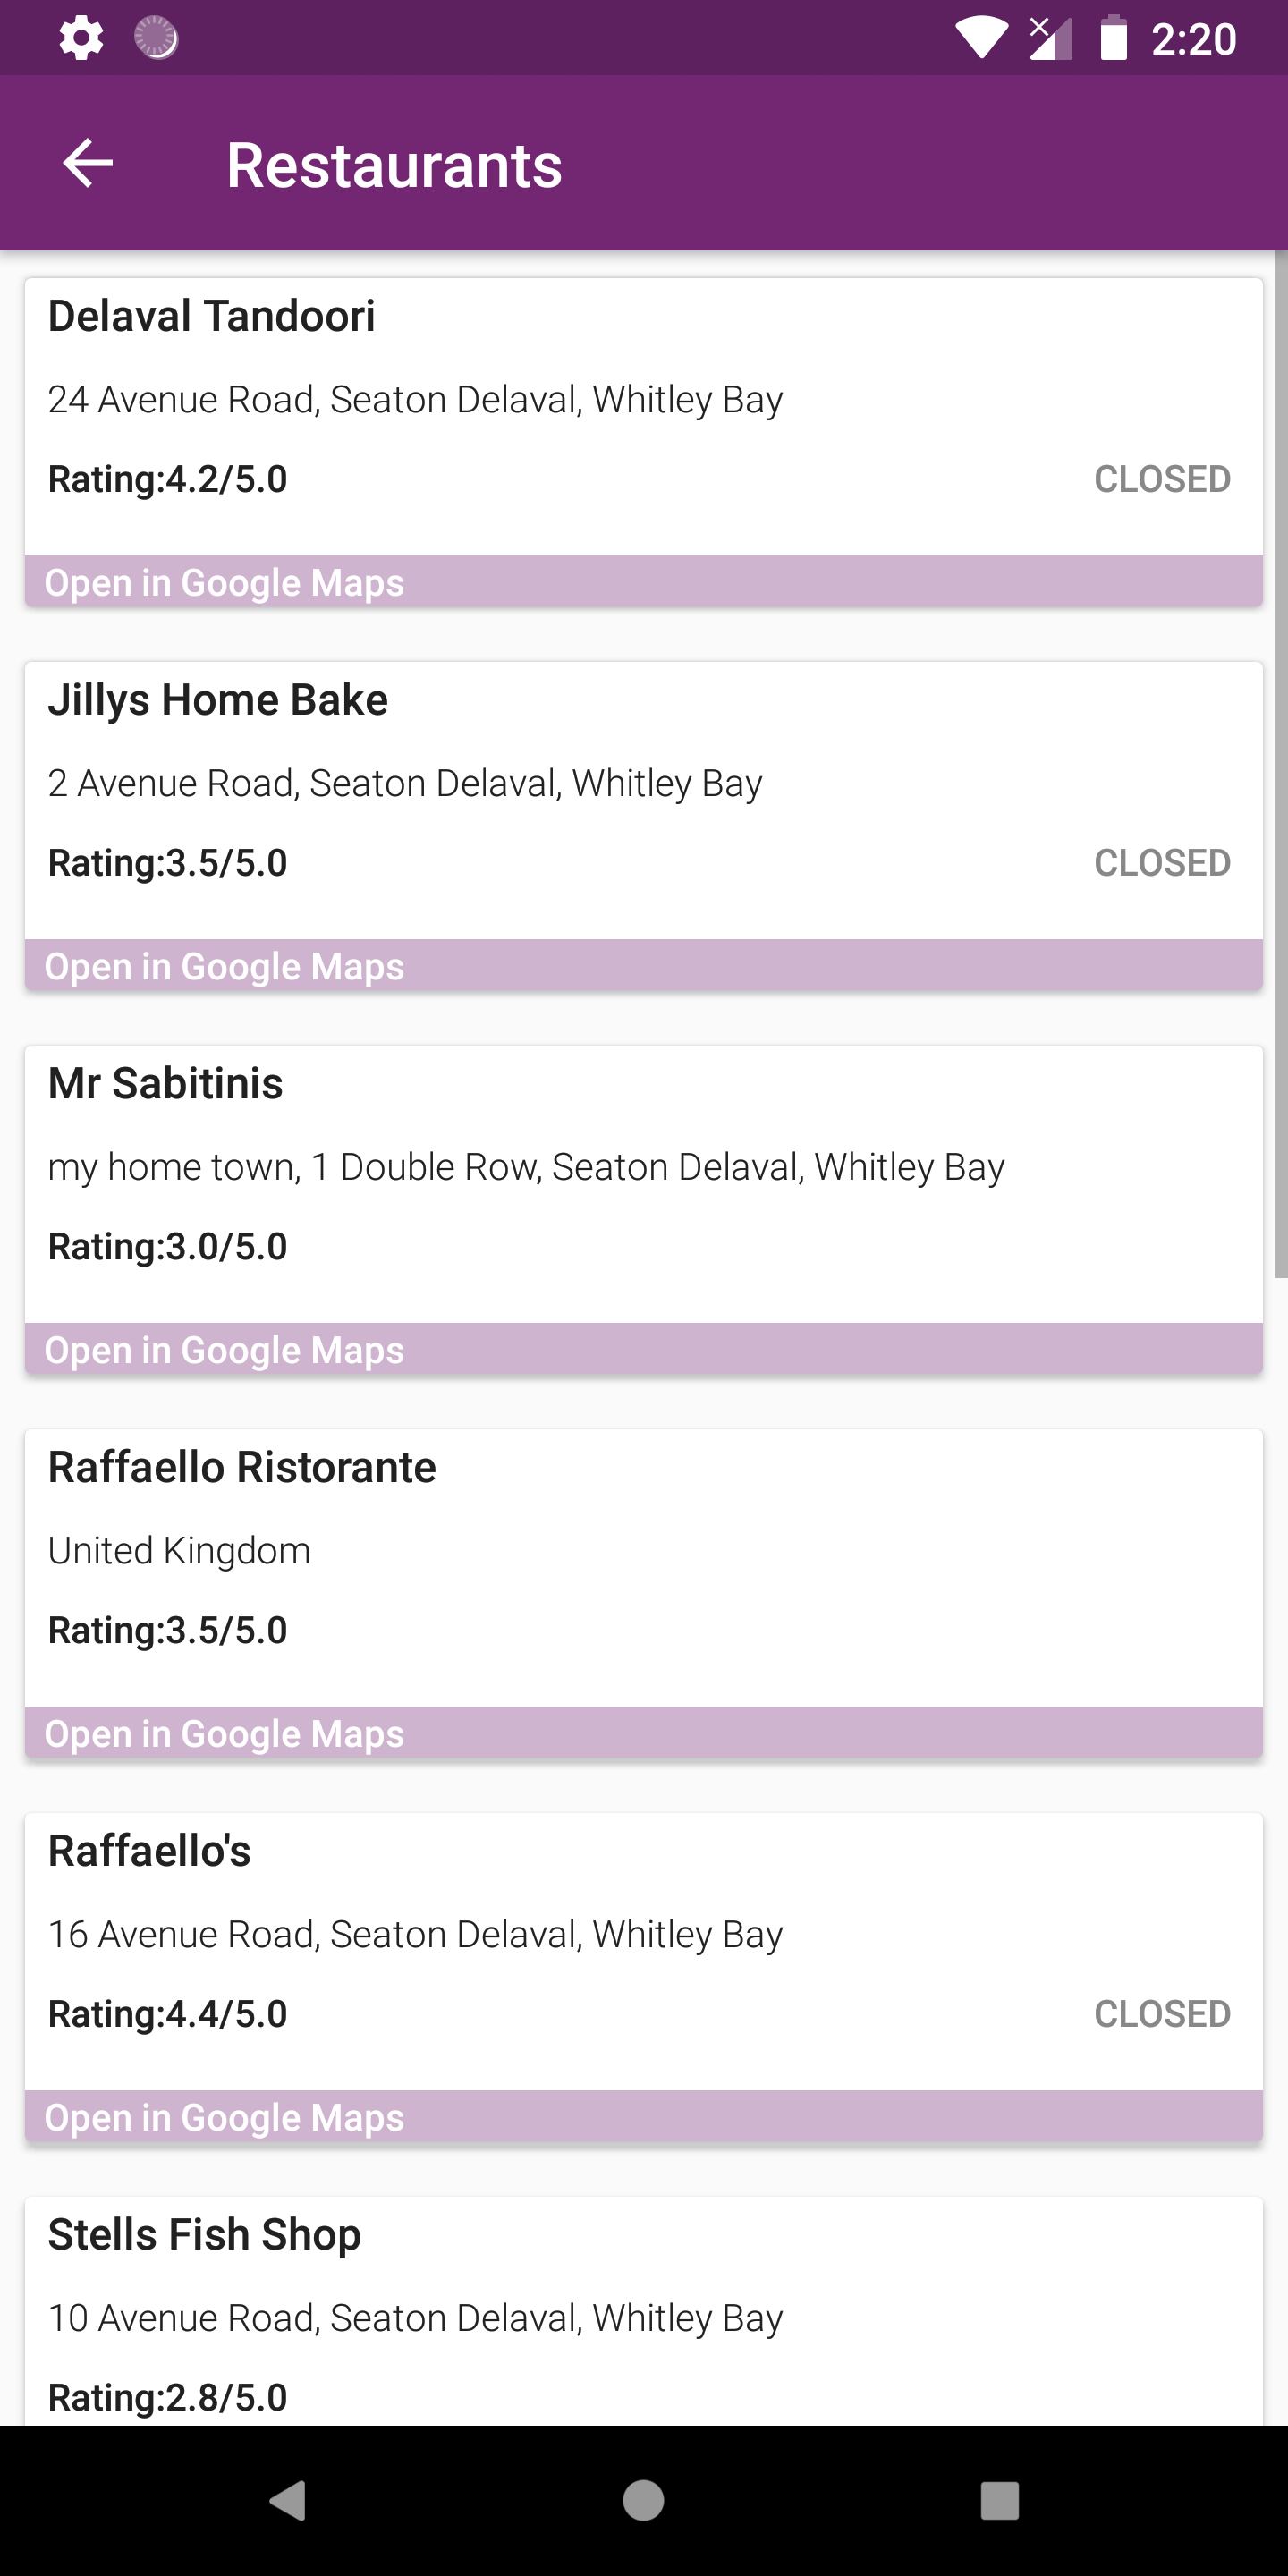 2:20
Restaurants
Delaval Tandoori
24 Avenue Road, Seaton Delaval, Whitley Bay
Rating:4.2/5.0 CLOSED
Open in Google Maps
Jillys Home Bake
2 Avenue Road, Seaton Delaval, Whitley Bay
Rating:3.5/5.0 CLOSED
Open in Google Maps
Mr Sabitinis
my home town, 1 Double Row, Seaton Delaval, Whitley Bay
Rating:3.0/5.0
Open in Google Maps
Raffaello Ristorante
United Kingdom
Rating:3.5/5.0
Open in Google Maps
Raffaello's
16 Avenue Road, Seaton Delaval, Whitley Bay
Rating:4.4/5.0 CLOSED
Open in Google Maps
Stells Fish Shop
10 Avenue Road, Seaton Delaval, Whitley Bay
Rating:2.8/5.0